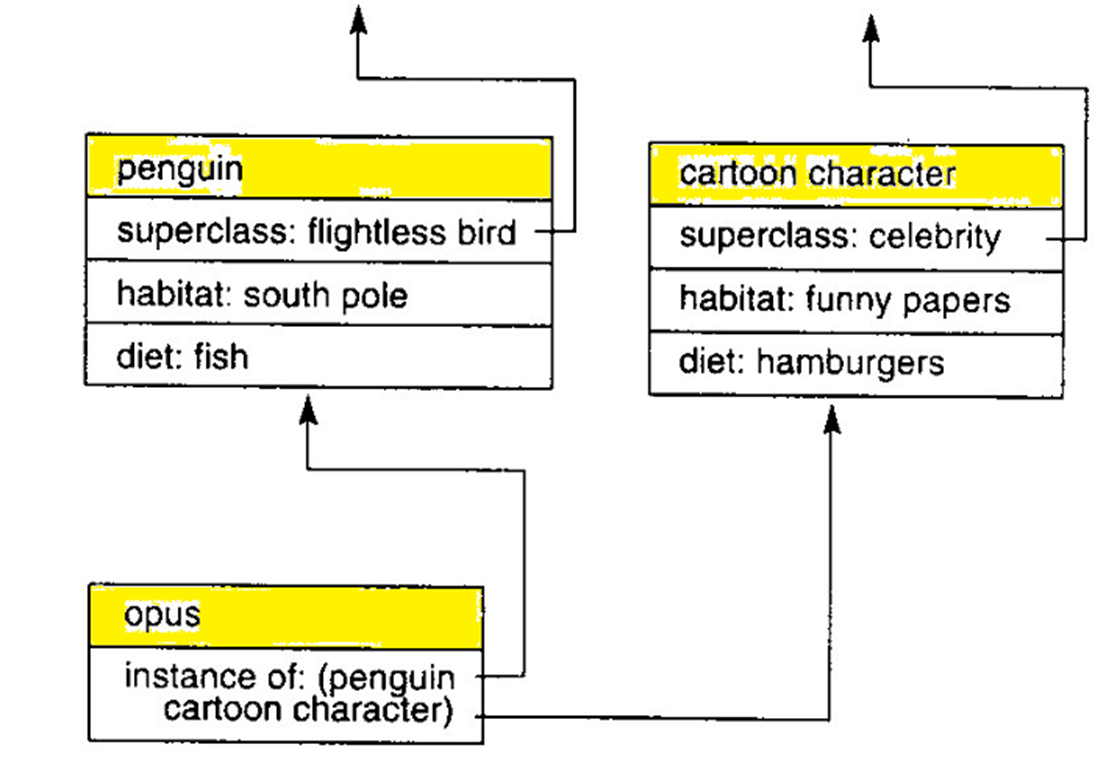 penguin
superclass: flightless bird
habitat: south pole
diet: fish
cartoon character
superclass: celebrity
habitat: funny papers
diet: hamburgers
opus
instance of: (penguin
cartoon character)